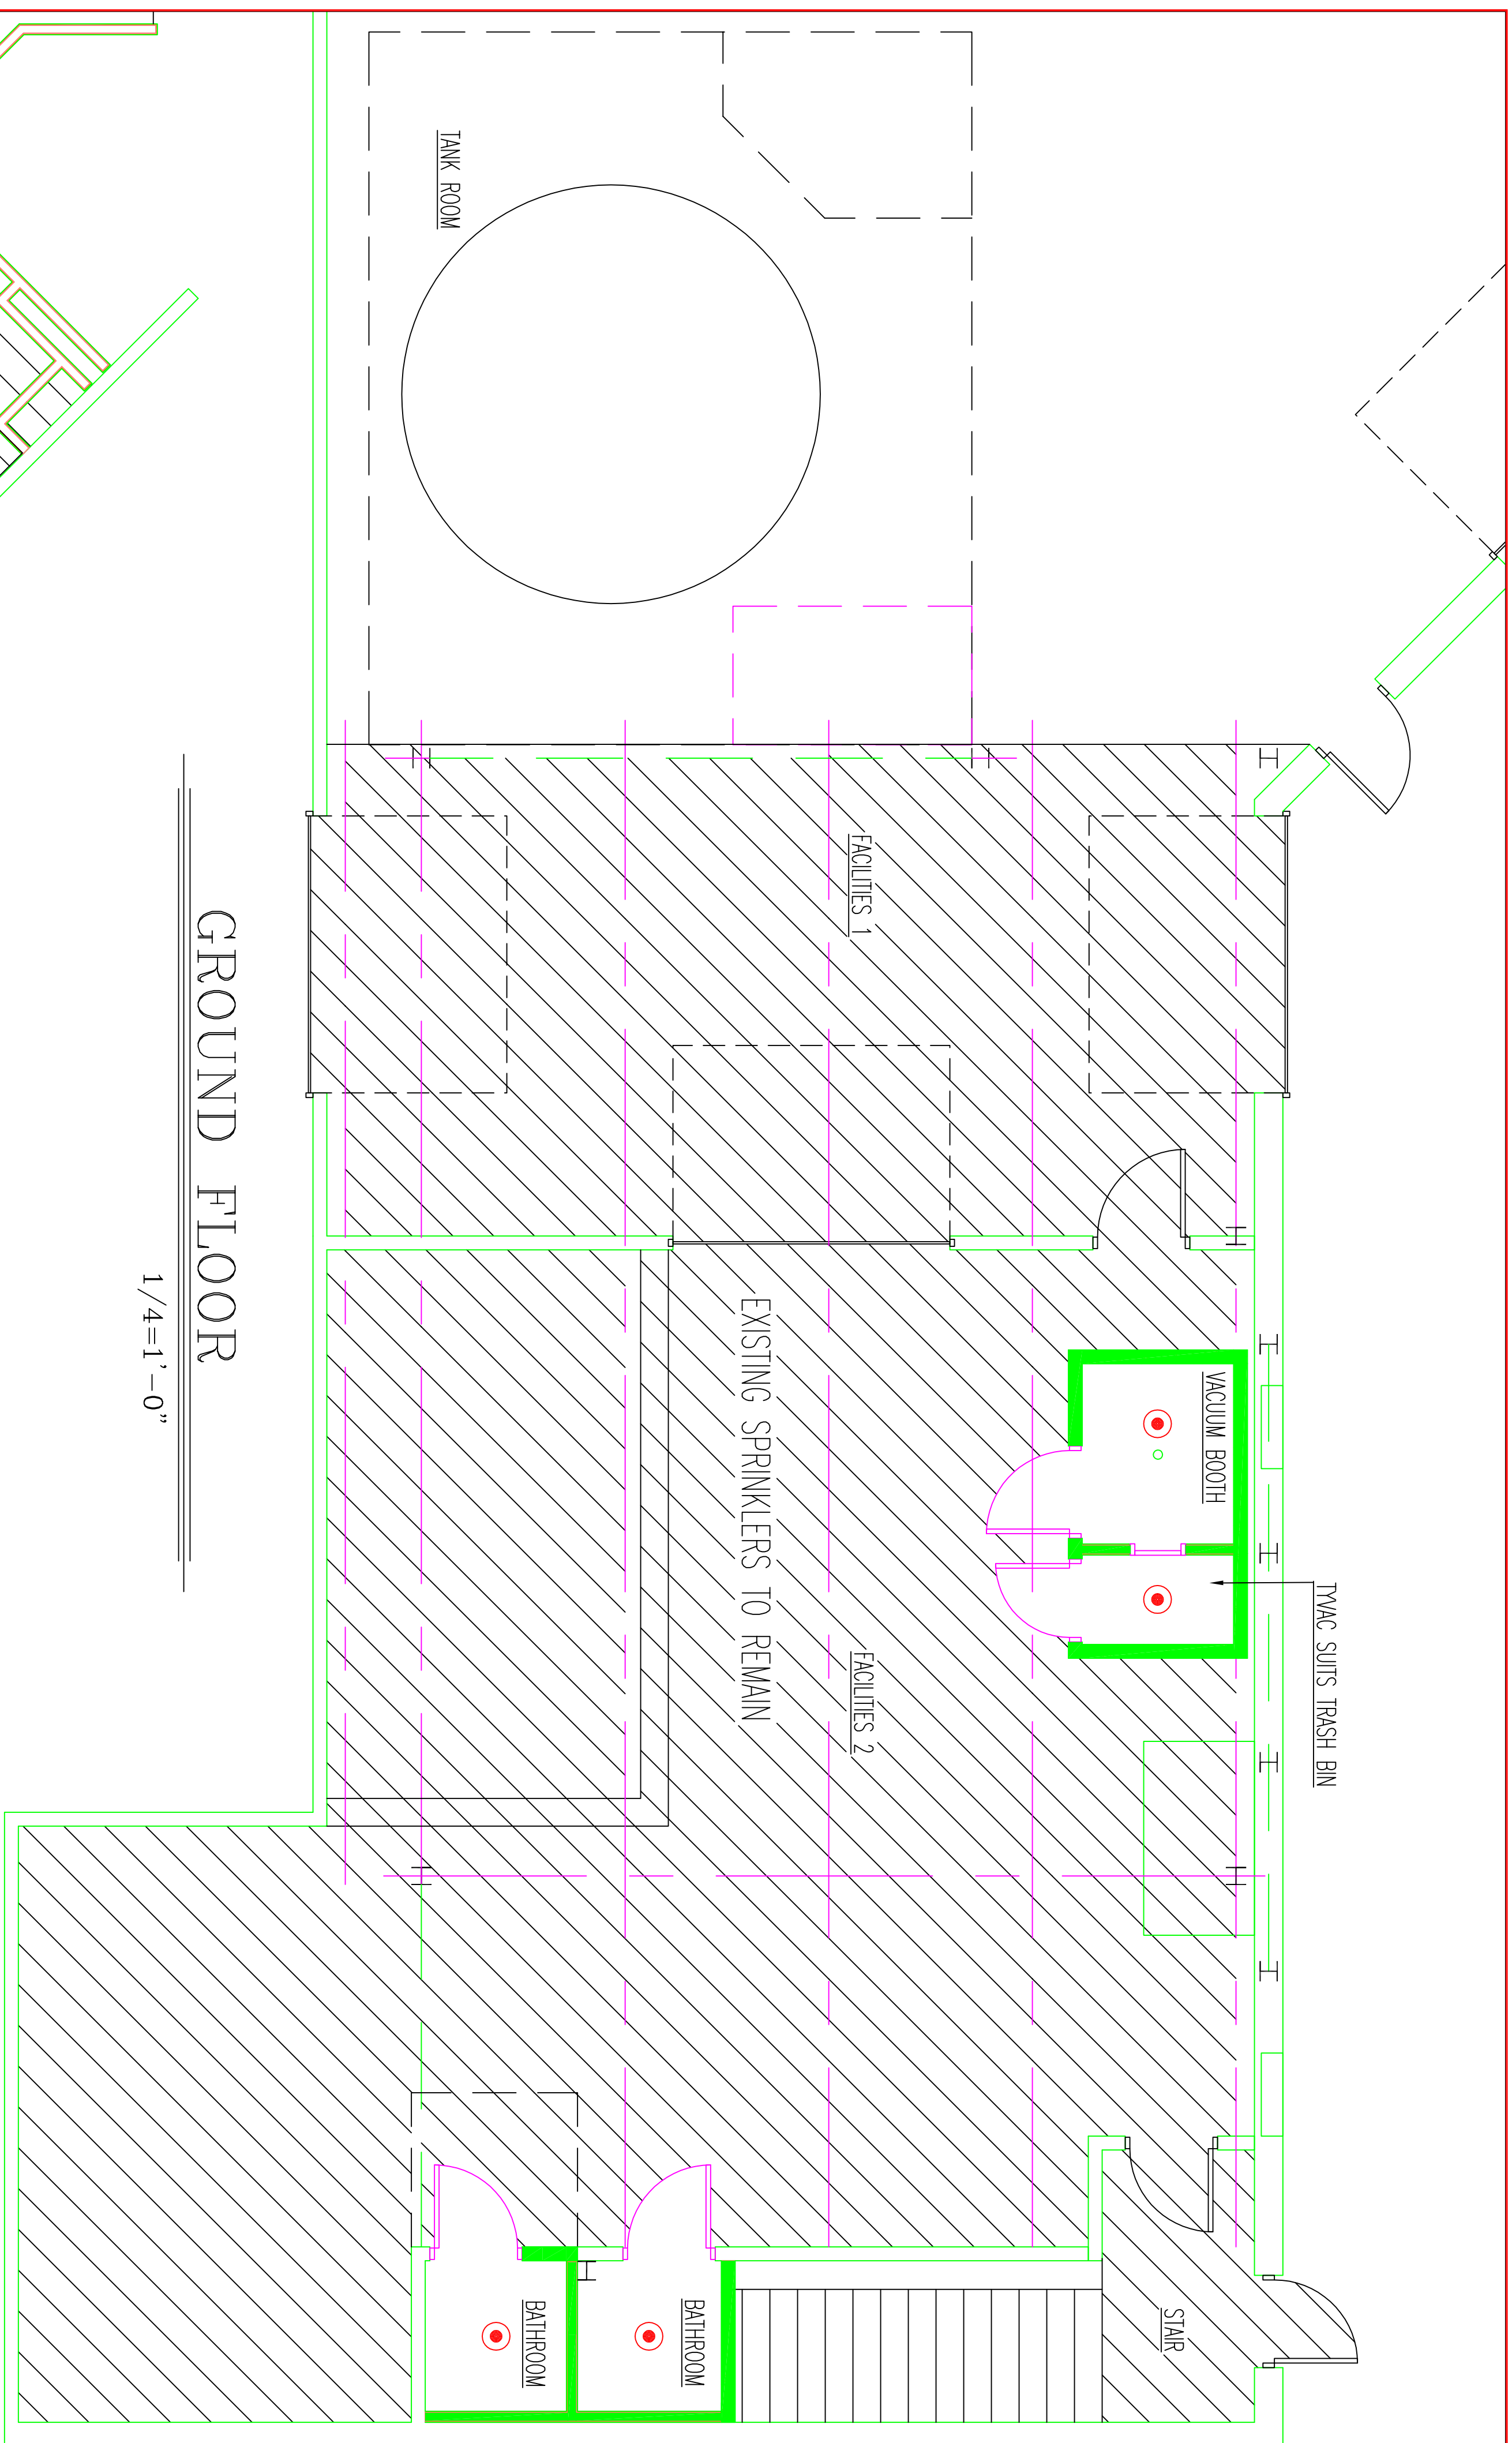 TYVAC SUITS TRASH BIN
VACUUM BOOTH
STAIR
TANK ROOM
FACILITIES 1
FACILITIES 2
EXISTING SPRINKLERS TO REMAIN
BATHROOM
BATHROOM
GROUND FLOOR
1/4=1'-0"